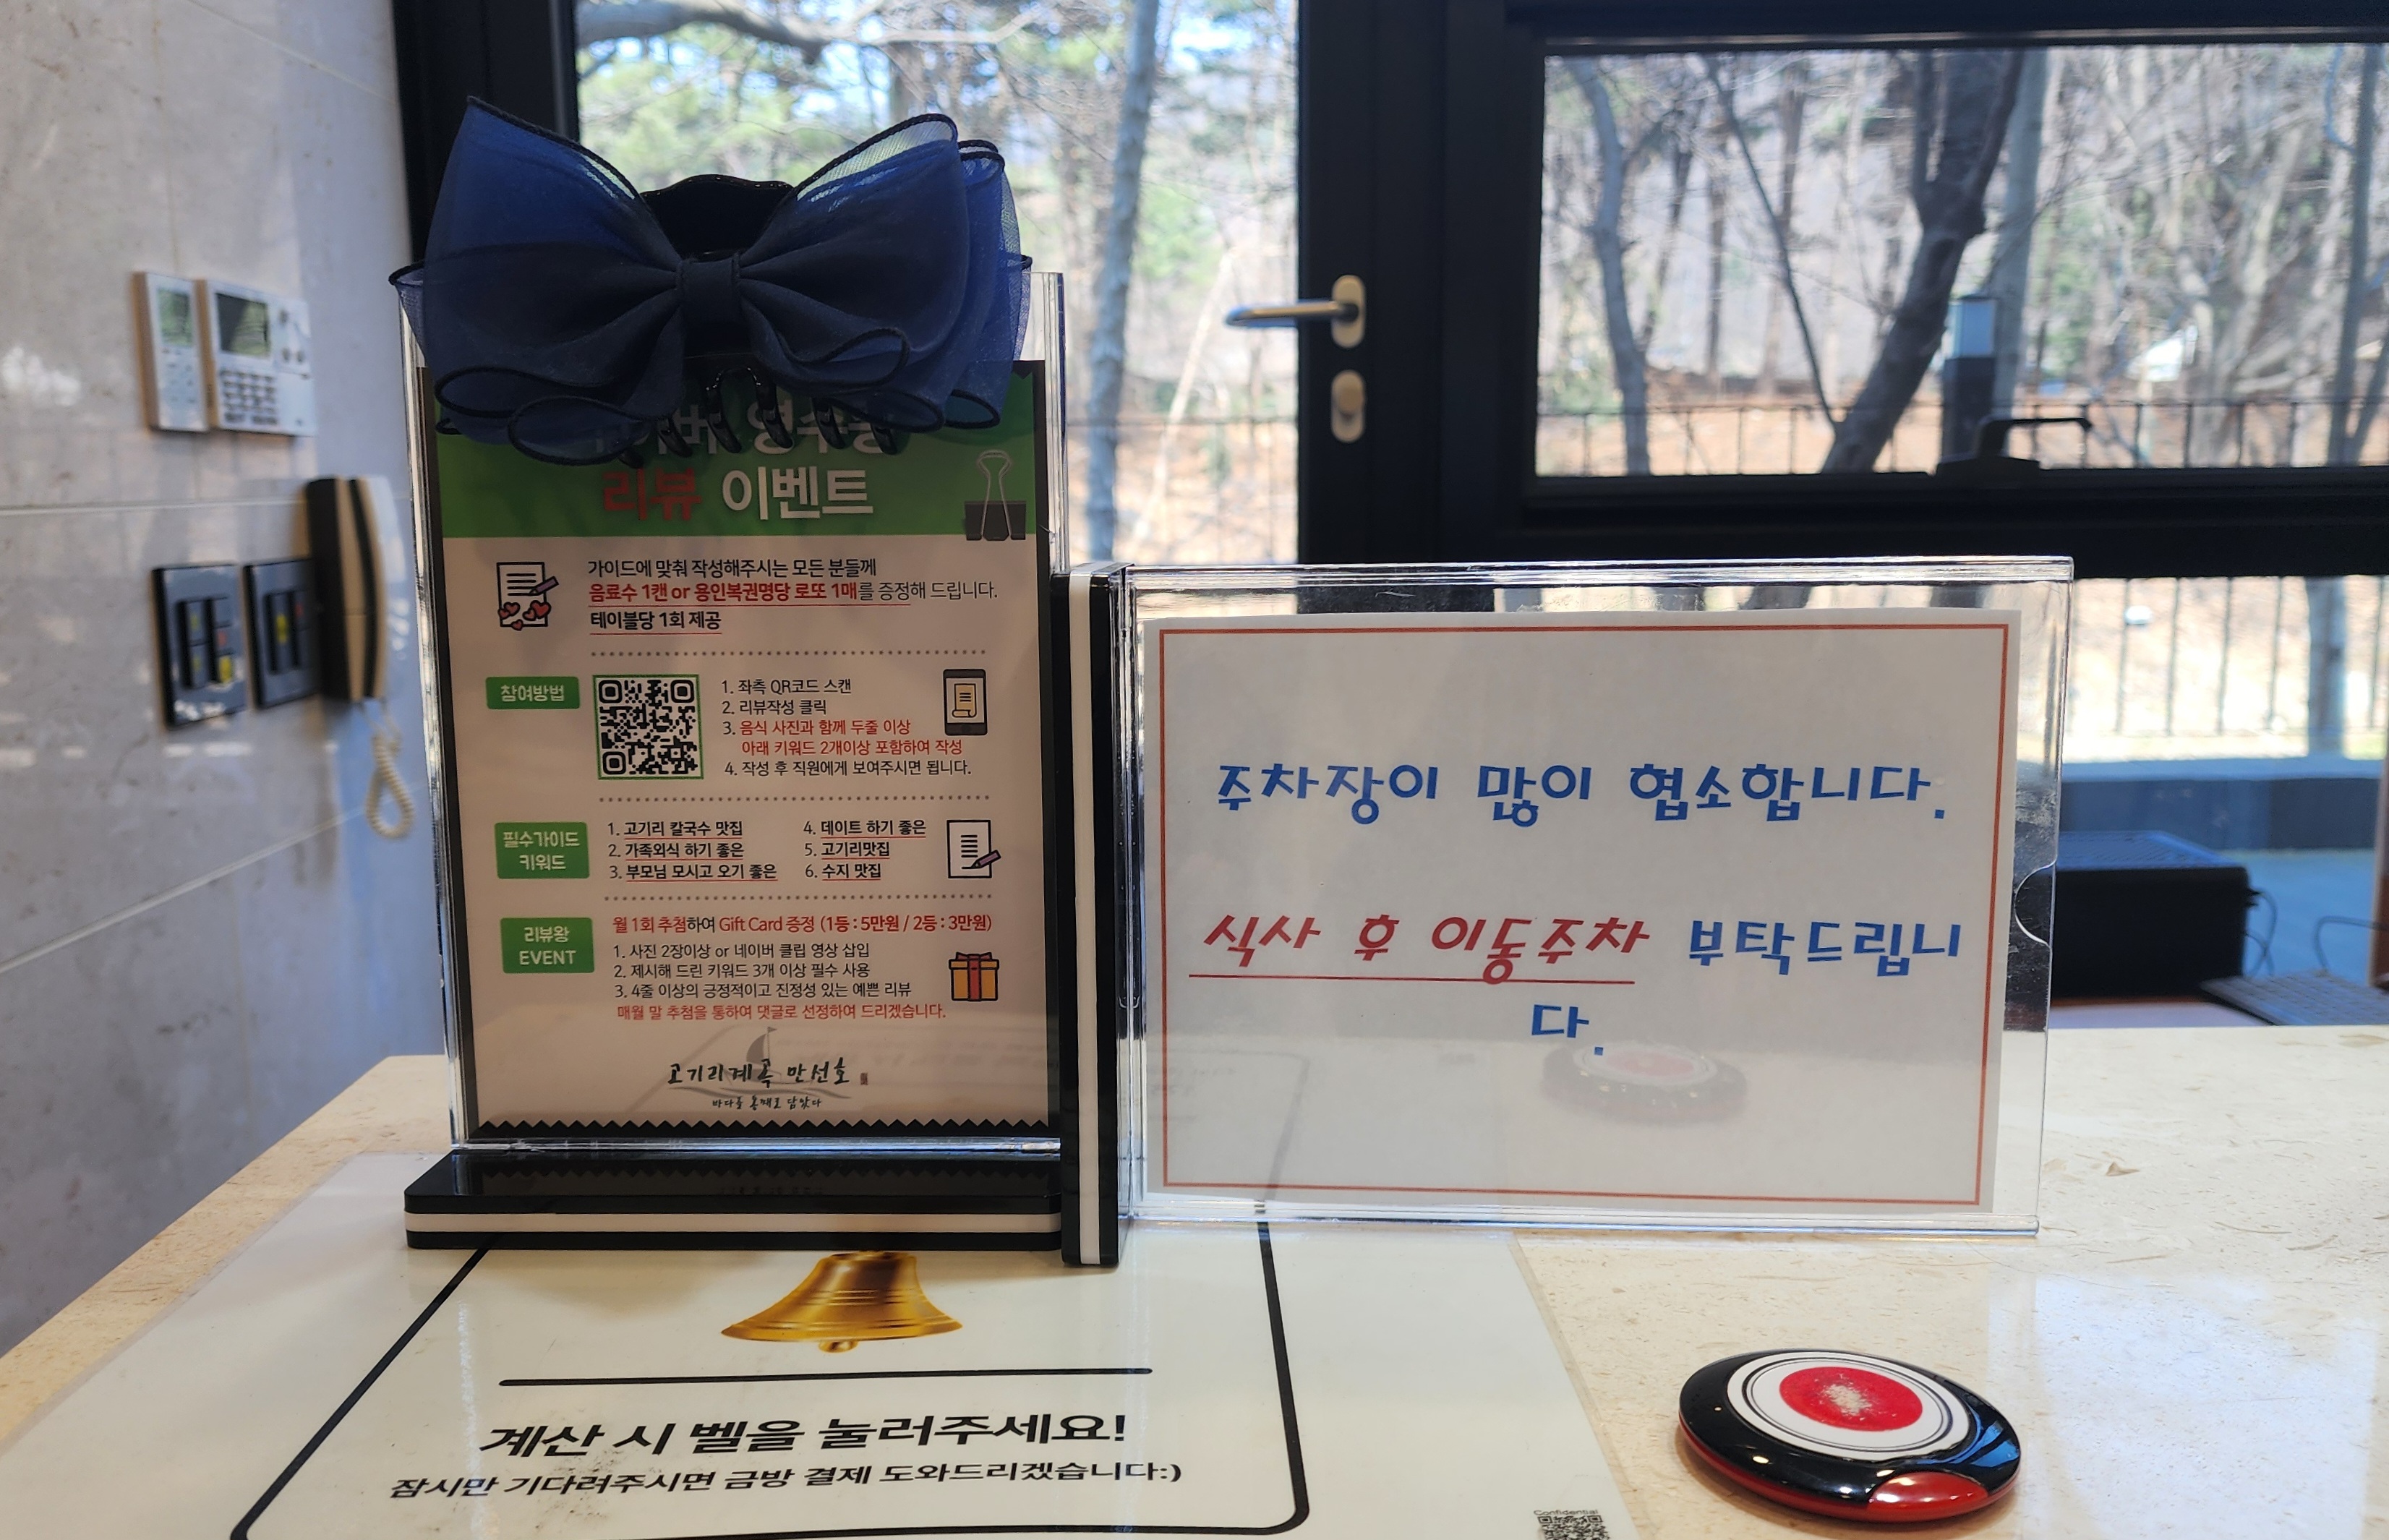 영수증
리뷰 이벤트
가이드에 맞춰 작성해주시는 모든 분들께
음료수 1캔 or 용인복권명당 로또 1매를 증정해 드립니다.
테이블당 1회 제공
참여방법
1. 좌측 QR코드 스캔
2. 리뷰작성 클릭
3. 음식 사진과 함께 두줄 이상
아래 키워드 2개이상 포함하여 작성
4. 작성 후 직원에게 보여주시면 됩니다.
필수가이드
키워드
1. 고기리 칼국수 맛집
2. 가족외식 하기 좋은
3. 부모님 모시고 오기 좋은
4. 데이트 하기 좋은
5. 고기리맛집
6. 수지 맛집
리뷰왕
EVENT
월 1회 추첨하여 Gift Card 증정 (1등 : 5만원 / 2등 : 3만원)
1. 사진 2장이상 or 네이버 클립 영상 삽입
2. 제시해 드린 키워드 3개 이상 필수 사용
3. 4줄 이상의 긍정적이고 진정성 있는 예쁜 리뷰
매월 말 추첨을 통하여 댓글로 선정하여 드리겠습니다.
고기리계곡 만선호
바다를 통째로 담았다
주차장이 많이 협소합니다.
식사 후 이동주차 부탁드립니
다.
계산 시 벨을 눌러주세요!
잠시만 기다려주시면 금방 결제 도와드리겠습니다:)
Confidential